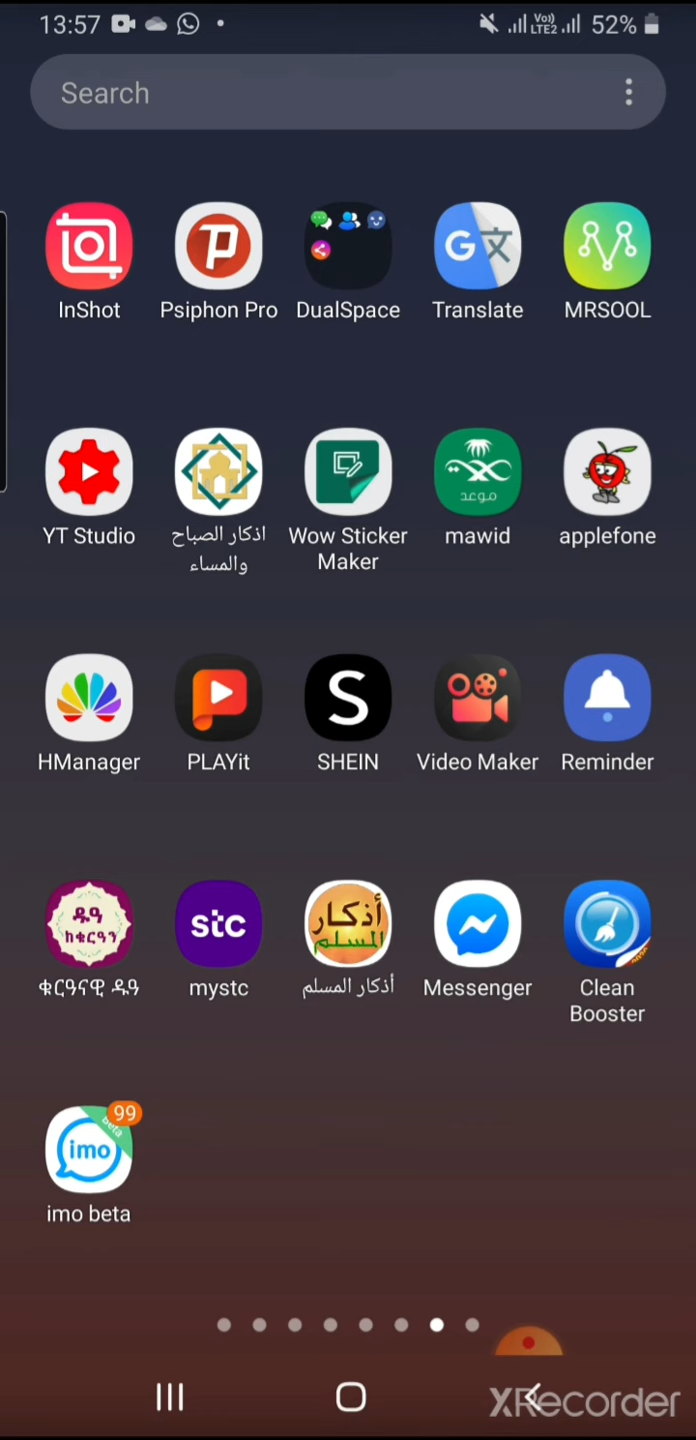 13:57
Vo)) LTE2 52%
Search
InShot
Psiphon Pro
DualSpace
Translate
MRSOOL
YT Studio
اذكار الصباح
والمساء
Wow Sticker
Maker
موعد
mawid
applefone
HManager
PLAYit
S
SHEIN
Video Maker
Reminder
ዱዓ
ከቁርዓን
ቁርዓናዊ ዱዓ
stc
mystc
أذكار
المسلم
أذكار المسلم
Messenger
Clean
Booster
99
beta
imo
imo beta
XRecorder